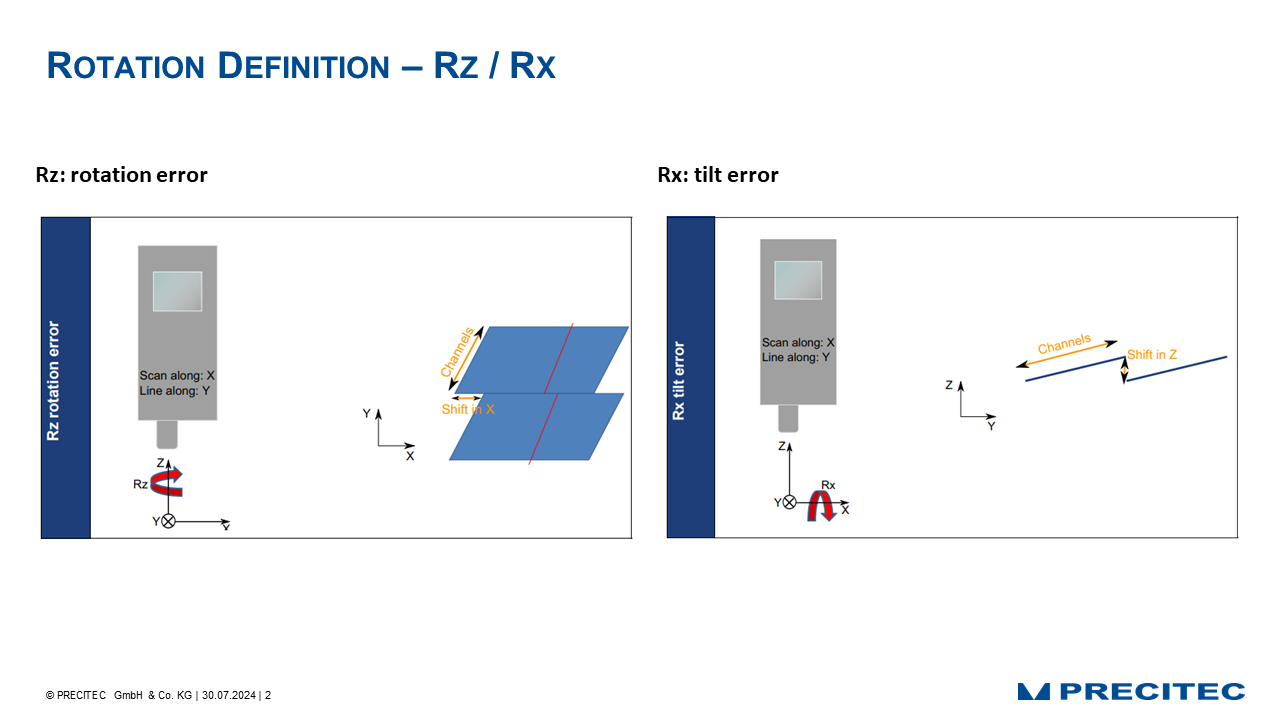 ROTATION DEFINITION – RZ / RX
Rz: rotation error
Rx: tilt error
Rz rotation error
Scan along: X
Line along: Y
Z
Rz
Y
Y
X
Channels
Shift in X
Rx tilt error
Scan along: X
Line along: Y
Z
Rx
Y
X
Z
Y
Channels
Shift in Z
© PRECITEC GmbH & Co. KG | 30.07.2024 | 2
PRECITEC